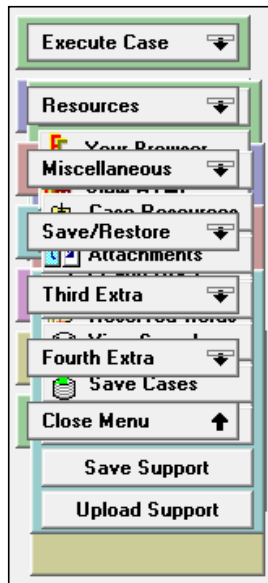 Execute Case
Resources
Your Browser
Miscellaneous
Case Resources
Save/Restore
Attachments
Third Extra
Fourth Extra
Save Cases
Close Menu
Save Support
Upload Support